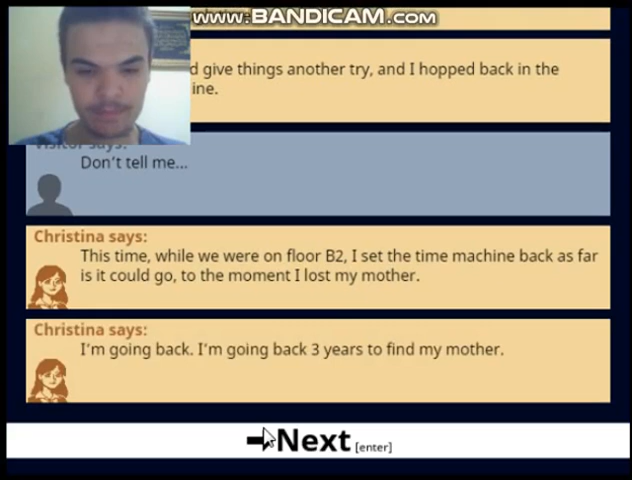 www.BANDICAM.com
d give things another try, and I hopped back in the
ine.
Visitor says:
Don't tell me...
Christina says:
This time, while we were on floor B2, I set the time machine back as far
is it could go, to the moment I lost my mother.
Christina says:
I'm going back. I'm going back 3 years to find my mother.
Next [enter]